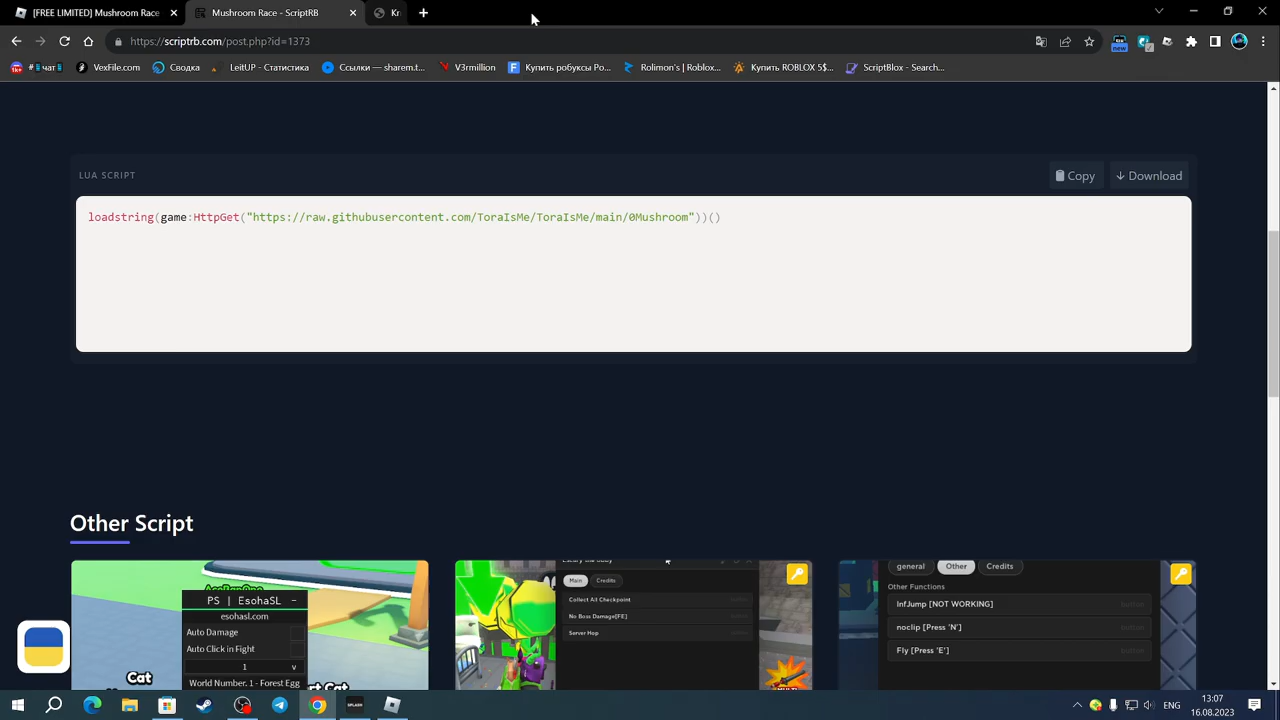 [FREE LIMITED] Mushroom Race
Mushroom Race - ScriptRB
Kr
https://scriptrb.com/post.php?id=1373
new
#🟦чат🟦
VexFile.com
Сводка
LeitUP - Статистика
Ссылки — sharem.t...
V3rmillion
Купить робуксы Ро...
Rolimon's | Roblox...
Купить ROBLOX 5$...
ScriptBlox - Search...
LUA SCRIPT
Copy
Download
loadstring(game:HttpGet("https://raw.githubusercontent.com/ToraIsMe/ToraIsMe/main/0Mushroom"))()
Other Script
PS | EsohaSL -
esohasl.com
Auto Damage
Auto Click in Fight
1 v
World Number. 1 - Forest Egg
Cat
Main
Credits
Collect All Checkpoint
No Boss Damage[FE]
Server Hop
general
Other
Credits
Other Functions
InfJump [NOT WORKING]
button
noclip [Press 'N']
button
Fly [Press 'E']
button
SPLASH
ENG
13:07
16.08.2023